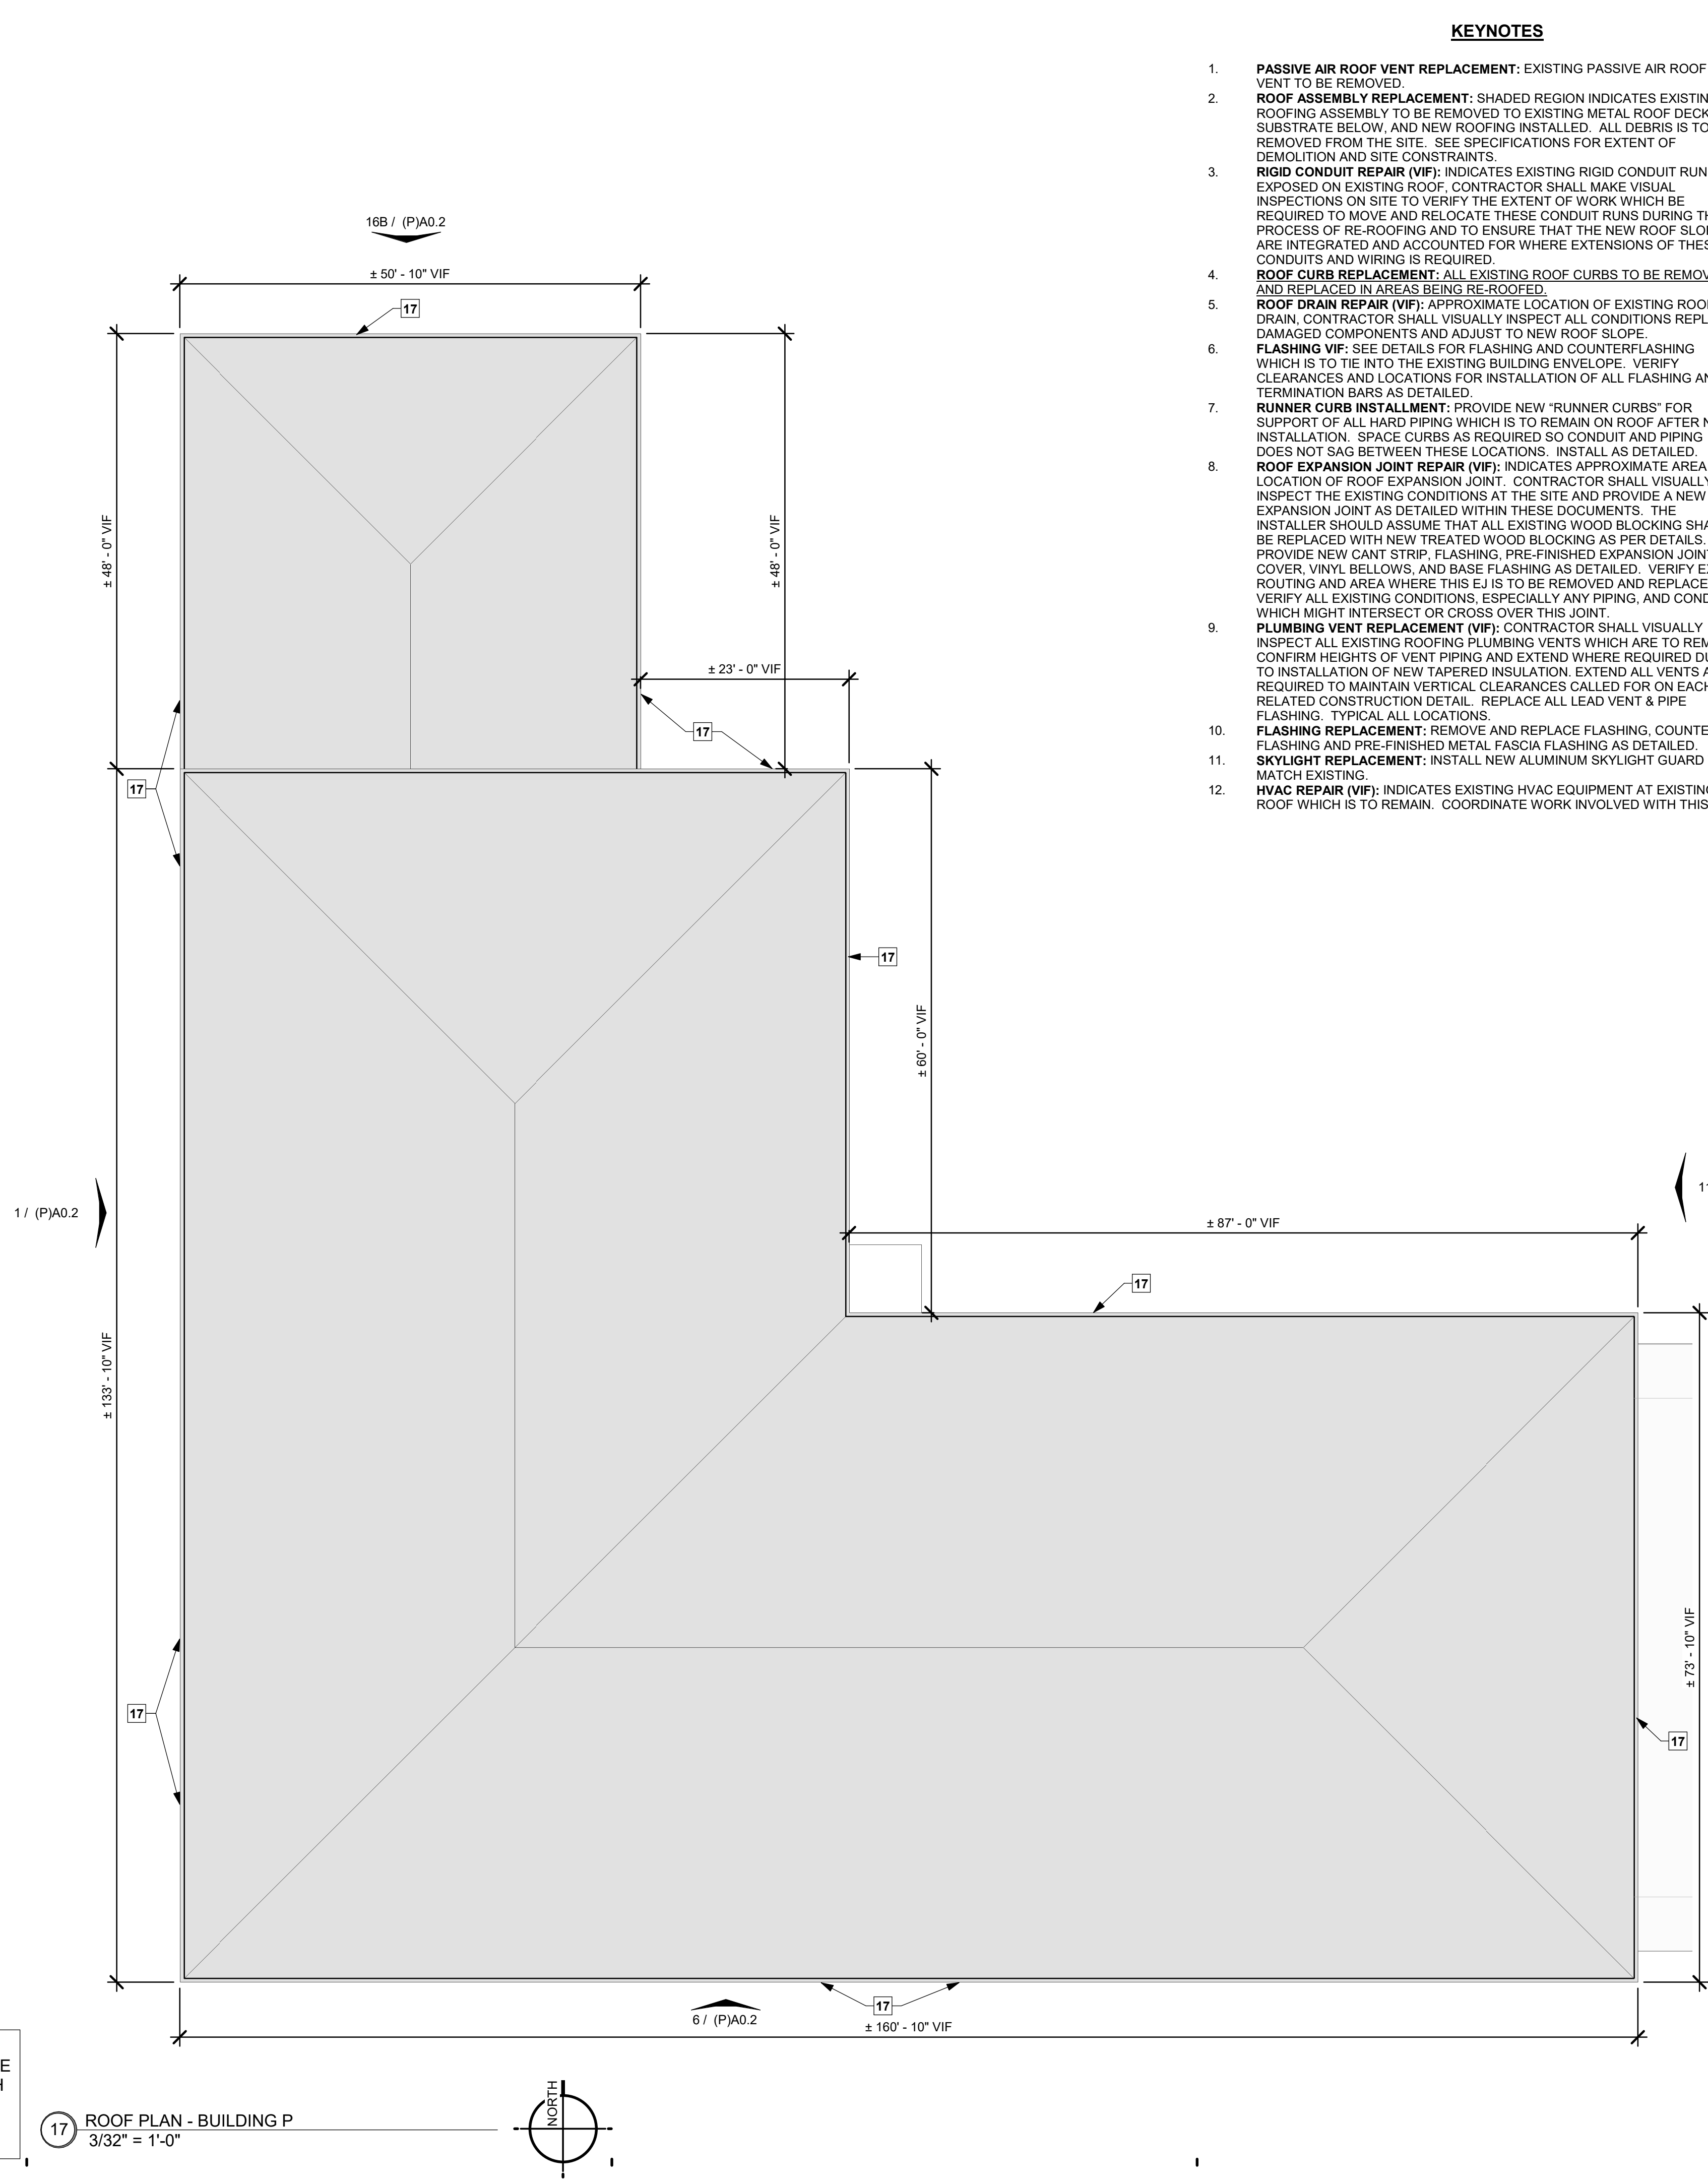 KEYNOTES
1. PASSIVE AIR ROOF VENT REPLACEMENT: EXISTING PASSIVE AIR ROOF
VENT TO BE REMOVED.
2. ROOF ASSEMBLY REPLACEMENT: SHADED REGION INDICATES EXISTIN
ROOFING ASSEMBLY TO BE REMOVED TO EXISTING METAL ROOF DECK
SUBSTRATE BELOW, AND NEW ROOFING INSTALLED. ALL DEBRIS IS TO
REMOVED FROM THE SITE. SEE SPECIFICATIONS FOR EXTENT OF
DEMOLITION AND SITE CONSTRAINTS.
3. RIGID CONDUIT REPAIR (VIF): INDICATES EXISTING RIGID CONDUIT RUN
EXPOSED ON EXISTING ROOF, CONTRACTOR SHALL MAKE VISUAL
INSPECTIONS ON SITE TO VERIFY THE EXTENT OF WORK WHICH BE
REQUIRED TO MOVE AND RELOCATE THESE CONDUIT RUNS DURING TH
PROCESS OF RE-ROOFING AND TO ENSURE THAT THE NEW ROOF SLO
ARE INTEGRATED AND ACCOUNTED FOR WHERE EXTENSIONS OF THES
CONDUITS AND WIRING IS REQUIRED.
4. ROOF CURB REPLACEMENT: ALL EXISTING ROOF CURBS TO BE REMOV
AND REPLACED IN AREAS BEING RE-ROOFED.
5. ROOF DRAIN REPAIR (VIF): APPROXIMATE LOCATION OF EXISTING ROOF
DRAIN, CONTRACTOR SHALL VISUALLY INSPECT ALL CONDITIONS REPL
DAMAGED COMPONENTS AND ADJUST TO NEW ROOF SLOPE.
6. FLASHING VIF: SEE DETAILS FOR FLASHING AND COUNTERFLASHING
WHICH IS TO TIE INTO THE EXISTING BUILDING ENVELOPE. VERIFY
CLEARANCES AND LOCATIONS FOR INSTALLATION OF ALL FLASHING AN
TERMINATION BARS AS DETAILED.
7. RUNNER CURB INSTALLMENT: PROVIDE NEW “RUNNER CURBS” FOR
SUPPORT OF ALL HARD PIPING WHICH IS TO REMAIN ON ROOF AFTER N
INSTALLATION. SPACE CURBS AS REQUIRED SO CONDUIT AND PIPING
DOES NOT SAG BETWEEN THESE LOCATIONS. INSTALL AS DETAILED.
8. ROOF EXPANSION JOINT REPAIR (VIF): INDICATES APPROXIMATE AREA
LOCATION OF ROOF EXPANSION JOINT. CONTRACTOR SHALL VISUALLY
INSPECT THE EXISTING CONDITIONS AT THE SITE AND PROVIDE A NEW
EXPANSION JOINT AS DETAILED WITHIN THESE DOCUMENTS. THE
INSTALLER SHOULD ASSUME THAT ALL EXISTING WOOD BLOCKING SHA
BE REPLACED WITH NEW TREATED WOOD BLOCKING AS PER DETAILS.
PROVIDE NEW CANT STRIP, FLASHING, PRE-FINISHED EXPANSION JOIN
COVER, VINYL BELLOWS, AND BASE FLASHING AS DETAILED. VERIFY E
ROUTING AND AREA WHERE THIS EJ IS TO BE REMOVED AND REPLACE
VERIFY ALL EXISTING CONDITIONS, ESPECIALLY ANY PIPING, AND COND
WHICH MIGHT INTERSECT OR CROSS OVER THIS JOINT.
9. PLUMBING VENT REPLACEMENT (VIF): CONTRACTOR SHALL VISUALLY
INSPECT ALL EXISTING ROOFING PLUMBING VENTS WHICH ARE TO REM
CONFIRM HEIGHTS OF VENT PIPING AND EXTEND WHERE REQUIRED DU
TO INSTALLATION OF NEW TAPERED INSULATION. EXTEND ALL VENTS A
REQUIRED TO MAINTAIN VERTICAL CLEARANCES CALLED FOR ON EACH
RELATED CONSTRUCTION DETAIL. REPLACE ALL LEAD VENT & PIPE
FLASHING. TYPICAL ALL LOCATIONS.
10. FLASHING REPLACEMENT: REMOVE AND REPLACE FLASHING, COUNTE
FLASHING AND PRE-FINISHED METAL FASCIA FLASHING AS DETAILED.
11. SKYLIGHT REPLACEMENT: INSTALL NEW ALUMINUM SKYLIGHT GUARD
MATCH EXISTING.
12. HVAC REPAIR (VIF): INDICATES EXISTING HVAC EQUIPMENT AT EXISTING
ROOF WHICH IS TO REMAIN. COORDINATE WORK INVOLVED WITH THIS
16B / (P)A0.2
± 50' - 10" VIF
17
± 48' - 0" VIF
± 48' - 0" VIF
± 23' - 0" VIF
17
17
17
± 60' - 0" VIF
1 / (P)A0.2
11
± 87' - 0" VIF
17
± 133' - 10" VIF
± 73' - 10" VIF
17
17
17
6 / (P)A0.2
± 160' - 10" VIF
E
H
17
ROOF PLAN - BUILDING P
3/32" = 1'-0"
NORTH